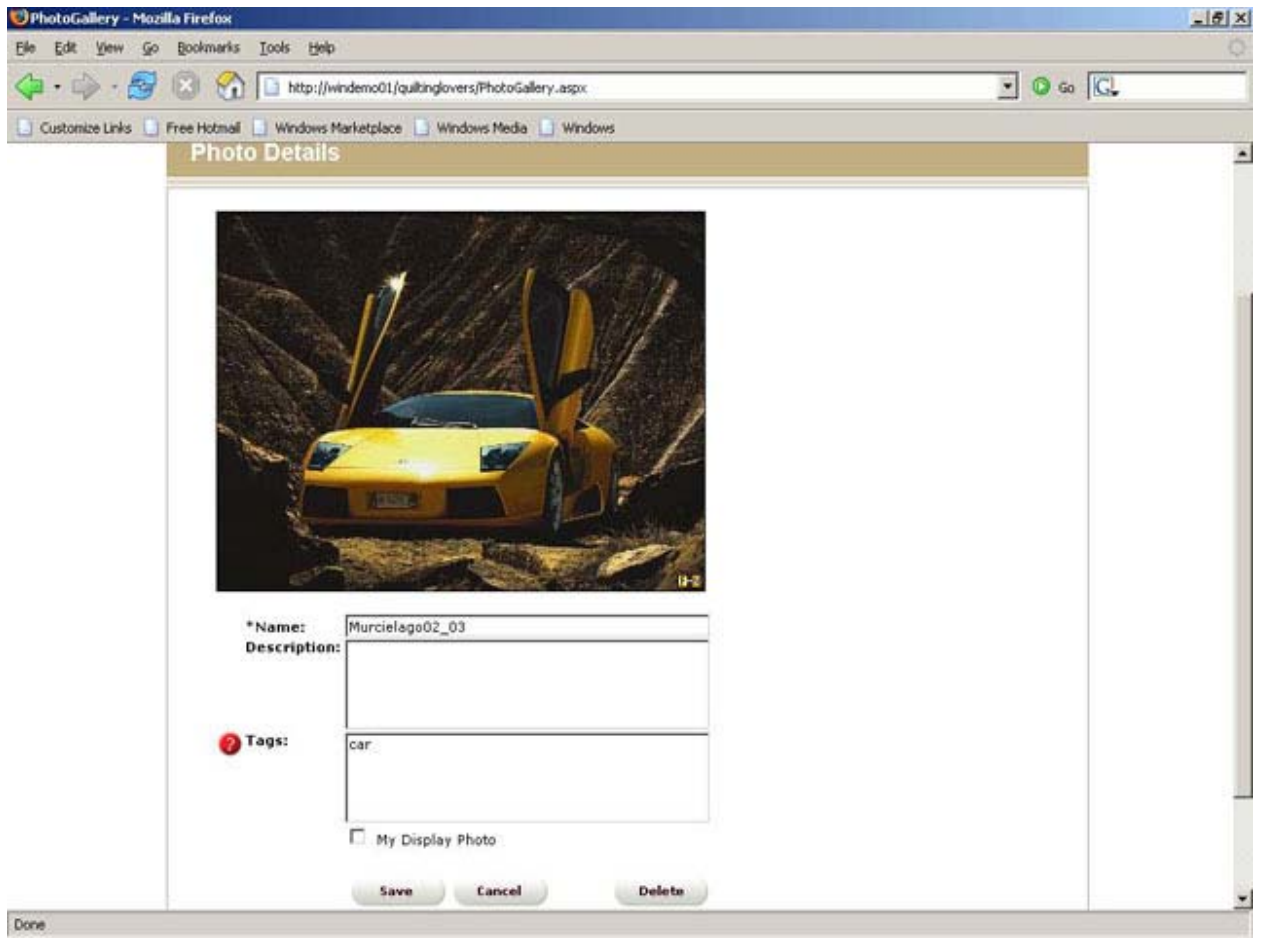 PhotoGallery - Mozilla Firefox
File Edit View Go Bookmarks Tools Help
http://windemo01/quiltinglovers/PhotoGallery.aspx Go
Customize Links Free Hotmail Windows Marketplace Windows Media Windows
Photo Details
*Name: Murcielago02_03
Description:
? Tags: car
My Display Photo
Save Cancel Delete
Done